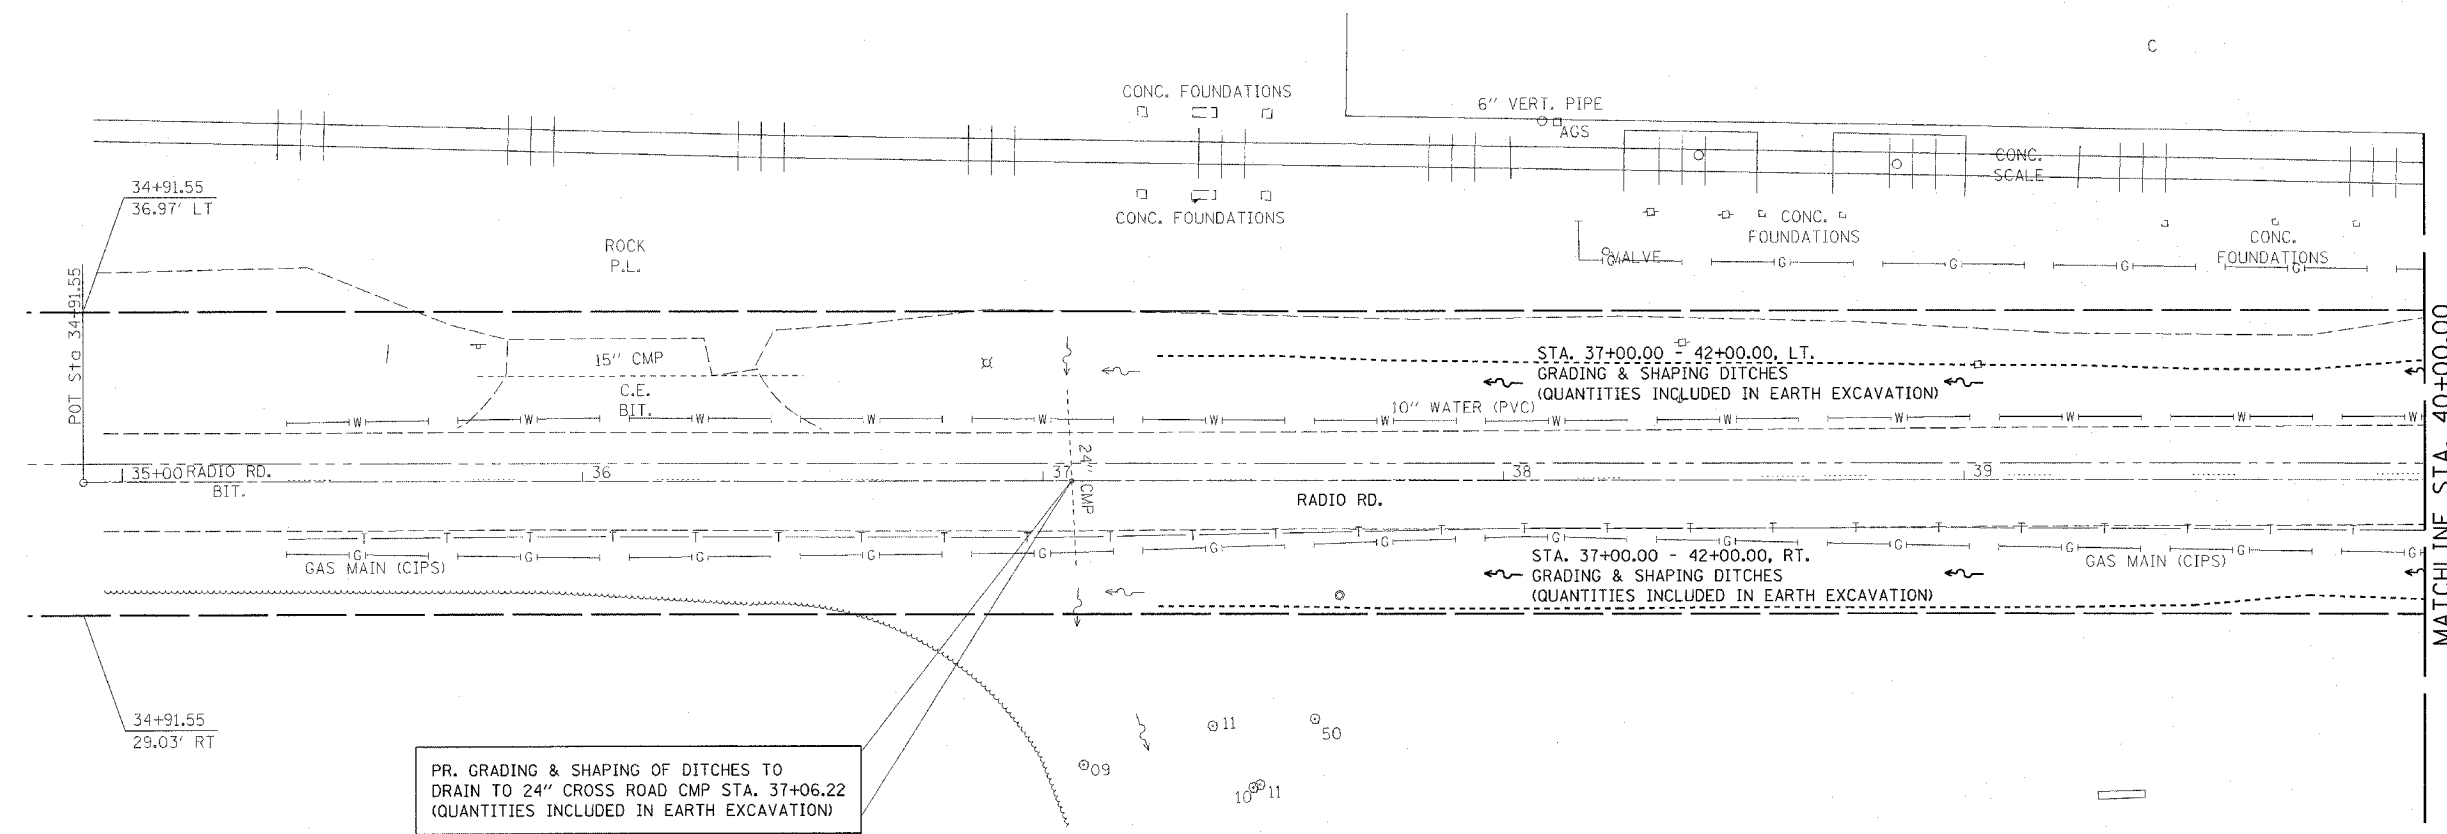 C
CONC. FOUNDATIONS
6" VERT. PIPE
AGS
CONC.
SCALE
34+91.55
36.97' LT
CONC. FOUNDATIONS
CONC.
FOUNDATIONS
CONC.
FOUNDATIONS
ROCK
P.L.
VALVE
G G G G
POT Sta 34+91.55
15" CMP
C.E.
BIT.
STA. 37+00.00 - 42+00.00, LT.
GRADING & SHAPING DITCHES
(QUANTITIES INCLUDED IN EARTH EXCAVATION)
10" WATER (PVC)
W W W W W W W W W W W W W
24" CMP
35+00 RADIO RD.
BIT.
36
37
38
39
RADIO RD.
MATCHLINE STA. 40+00.00
T T T T T T T T T T T T T T T T T T T T T T T T T
G G G G G G G G G G G G G
GAS MAIN (CIPS)
STA. 37+00.00 - 42+00.00, RT.
GRADING & SHAPING DITCHES
(QUANTITIES INCLUDED IN EARTH EXCAVATION)
GAS MAIN (CIPS)
34+91.55
29.03' RT
11
50
09
10 11
PR. GRADING & SHAPING OF DITCHES TO
DRAIN TO 24" CROSS ROAD CMP STA. 37+06.22
(QUANTITIES INCLUDED IN EARTH EXCAVATION)